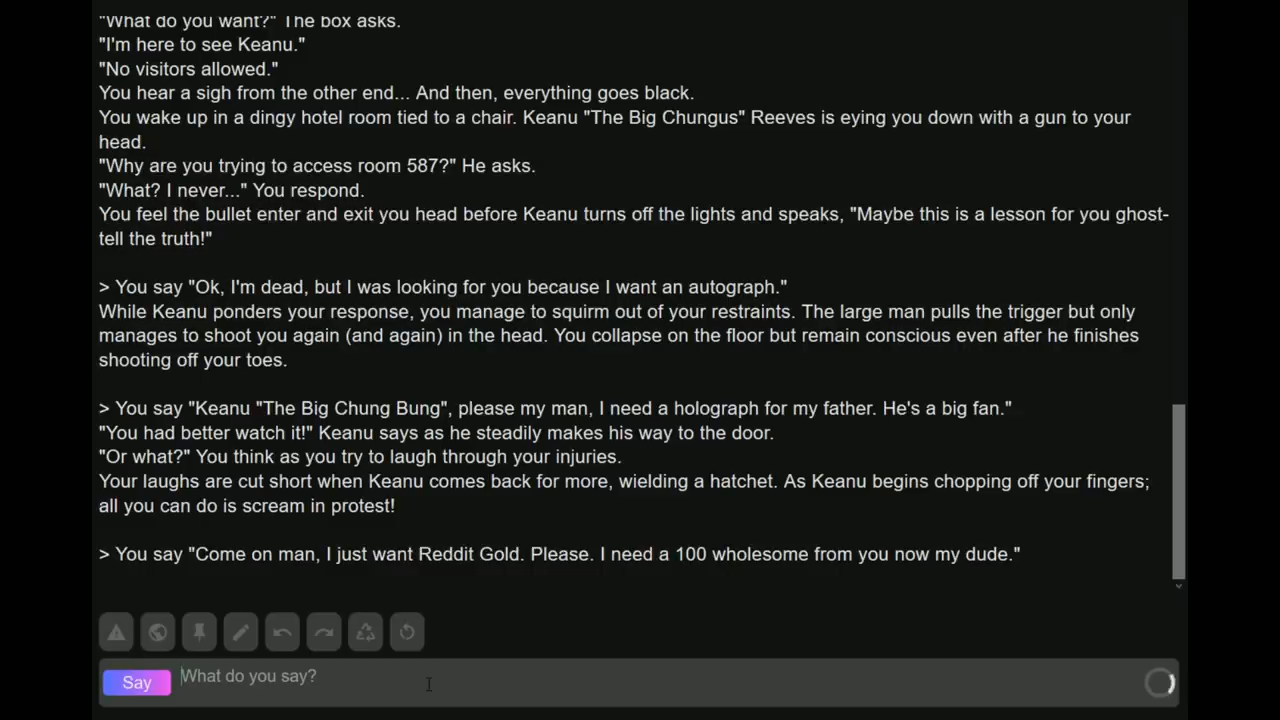 "What do you want?" The box asks.
"I'm here to see Keanu."
"No visitors allowed."
You hear a sigh from the other end... And then, everything goes black.
You wake up in a dingy hotel room tied to a chair. Keanu "The Big Chungus" Reeves is eying you down with a gun to your
head.
"Why are you trying to access room 587?" He asks.
"What? I never..." You respond.
You feel the bullet enter and exit you head before Keanu turns off the lights and speaks, "Maybe this is a lesson for you ghost-
tell the truth!"
> You say "Ok, I'm dead, but I was looking for you because I want an autograph."
While Keanu ponders your response, you manage to squirm out of your restraints. The large man pulls the trigger but only
manages to shoot you again (and again) in the head. You collapse on the floor but remain conscious even after he finishes
shooting off your toes.
> You say "Keanu "The Big Chung Bung", please my man, I need a holograph for my father. He's a big fan."
"You had better watch it!" Keanu says as he steadily makes his way to the door.
"Or what?" You think as you try to laugh through your injuries.
Your laughs are cut short when Keanu comes back for more, wielding a hatchet. As Keanu begins chopping off your fingers;
all you can do is scream in protest!
> You say "Come on man, I just want Reddit Gold. Please. I need a 100 wholesome from you now my dude."
Say What do you say?